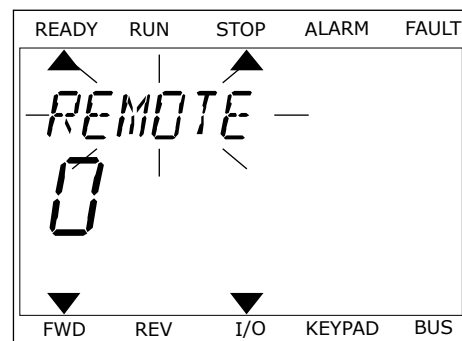 READY RUN STOP ALARM FAULT
REMOTE
0
FWD REV I/O KEYPAD BUS